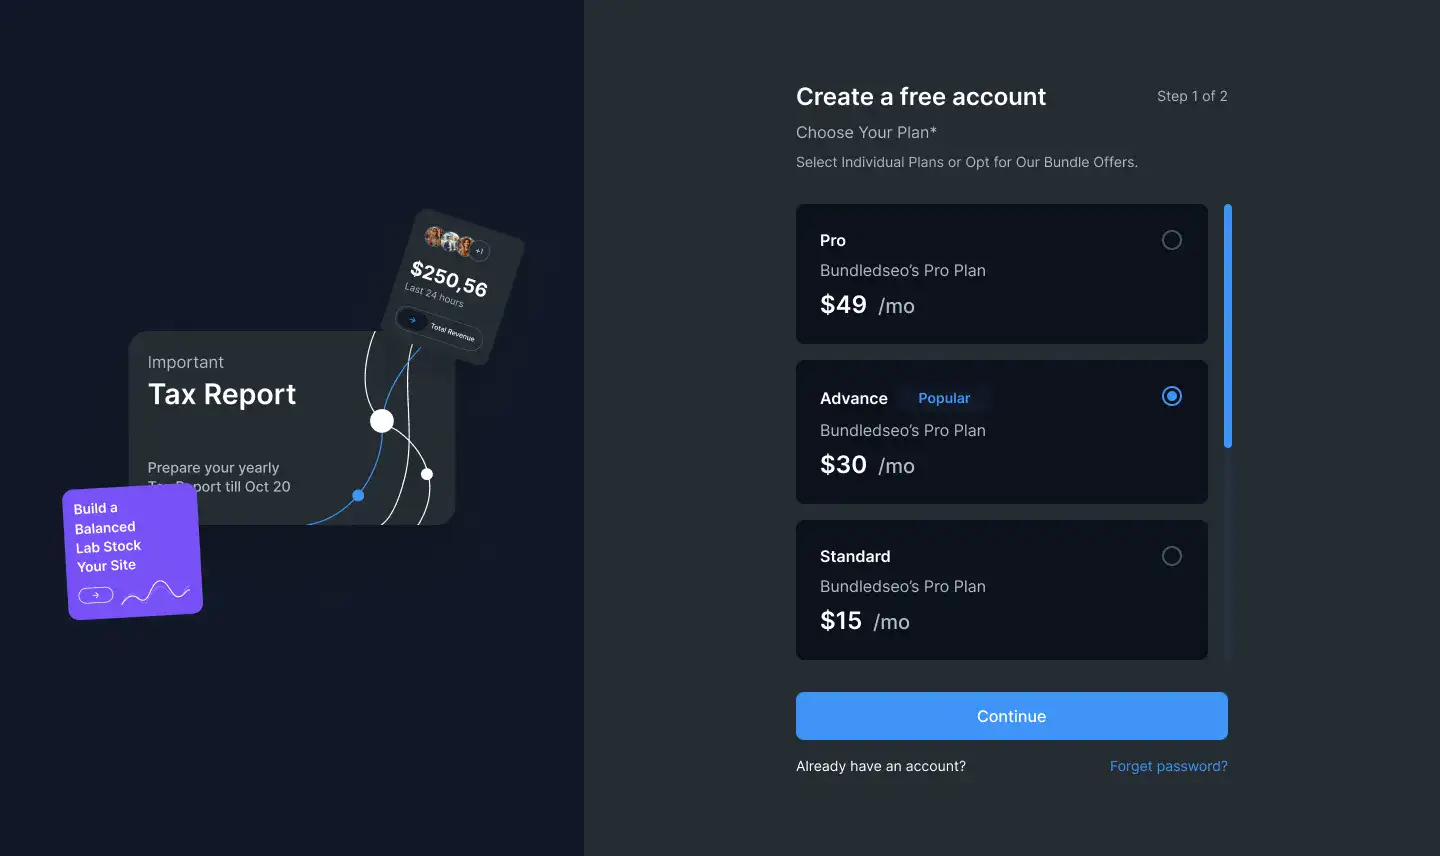 +1
$250,56
Last 24 hours
Total Revenue
Important
Tax Report
Prepare your yearly
Tax Report till Oct 20
Build a
Balanced
Lab Stock
Your Site
Create a free account
Step 1 of 2
Choose Your Plan*
Select Individual Plans or Opt for Our Bundle Offers.
Pro
Bundledseo’s Pro Plan
$49 /mo
Advance Popular
Bundledseo’s Pro Plan
$30 /mo
Standard
Bundledseo’s Pro Plan
$15 /mo
Continue
Already have an account?
Forget password?